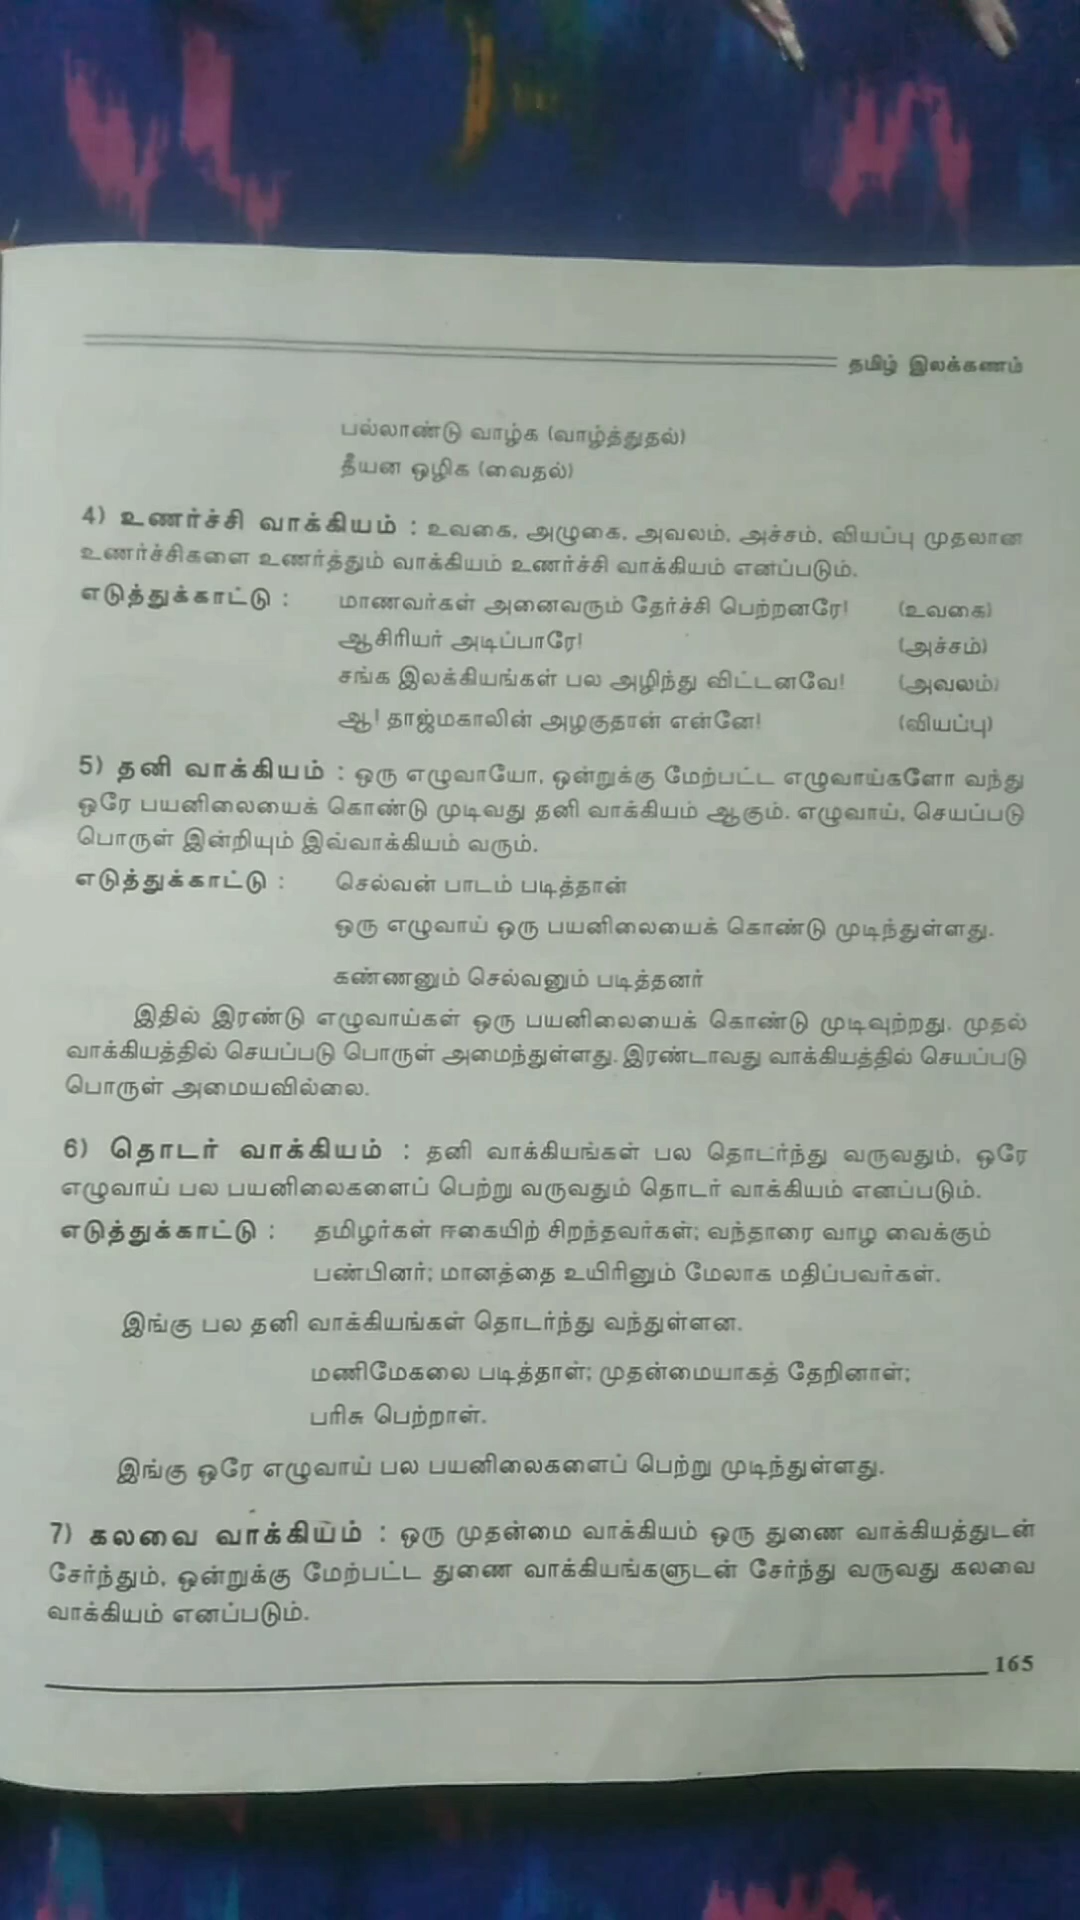 தமிழ் இலக்கணம்
பல்லாண்டு வாழ்க (வாழ்த்துதல்)
தீயன ஒழிக (வைதல்)
4) உணர்ச்சி வாக்கியம் : உவகை, அழுகை, அவலம், அச்சம், வியப்பு முதலான
உணர்ச்சிகளை உணர்த்தும் வாக்கியம் உணர்ச்சி வாக்கியம் எனப்படும்.
எடுத்துக்காட்டு : மாணவர்கள் அனைவரும் தேர்ச்சி பெற்றனரே! (உவகை)
ஆசிரியர் அடிப்பாரே! (அச்சம்)
சங்க இலக்கியங்கள் பல அழிந்து விட்டனவே! (அவலம்)
ஆ! தாஜ்மகாலின் அழகுதான் என்னே! (வியப்பு)
5) தனி வாக்கியம் : ஒரு எழுவாயோ, ஒன்றுக்கு மேற்பட்ட எழுவாய்களோ வந்து
ஒரே பயனிலையைக் கொண்டு முடிவது தனி வாக்கியம் ஆகும். எழுவாய், செயப்படு
பொருள் இன்றியும் இவ்வாக்கியம் வரும்.
எடுத்துக்காட்டு : செல்வன் பாடம் படித்தான்
ஒரு எழுவாய் ஒரு பயனிலையைக் கொண்டு முடிந்துள்ளது.
கண்ணனும் செல்வனும் படித்தனர்
இதில் இரண்டு எழுவாய்கள் ஒரு பயனிலையைக் கொண்டு முடிவுற்றது. முதல்
வாக்கியத்தில் செயப்படு பொருள் அமைந்துள்ளது. இரண்டாவது வாக்கியத்தில் செயப்படு
பொருள் அமையவில்லை.
6) தொடர் வாக்கியம் : தனி வாக்கியங்கள் பல தொடர்ந்து வருவதும், ஒரே
எழுவாய் பல பயனிலைகளைப் பெற்று வருவதும் தொடர் வாக்கியம் எனப்படும்.
எடுத்துக்காட்டு : தமிழர்கள் ஈகையிற் சிறந்தவர்கள்; வந்தாரை வாழ வைக்கும்
பண்பினர்; மானத்தை உயிரினும் மேலாக மதிப்பவர்கள்.
இங்கு பல தனி வாக்கியங்கள் தொடர்ந்து வந்துள்ளன.
மணிமேகலை படித்தாள்; முதன்மையாகத் தேறினாள்;
பரிசு பெற்றாள்.
இங்கு ஒரே எழுவாய் பல பயனிலைகளைப் பெற்று முடிந்துள்ளது.
7) கலவை வாக்கியம் : ஒரு முதன்மை வாக்கியம் ஒரு துணை வாக்கியத்துடன்
சேர்ந்தும், ஒன்றுக்கு மேற்பட்ட துணை வாக்கியங்களுடன் சேர்ந்து வருவது கலவை
வாக்கியம் எனப்படும்.
165